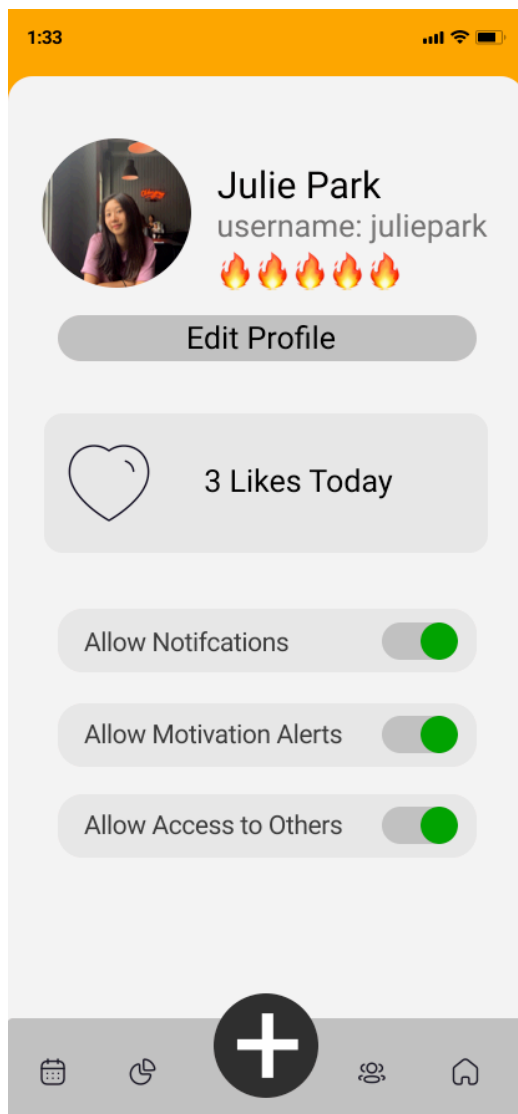 1:33
Julie Park
username: juliepark
🔥🔥🔥🔥🔥
Edit Profile
3 Likes Today
Allow Notifcations
Allow Motivation Alerts
Allow Access to Others